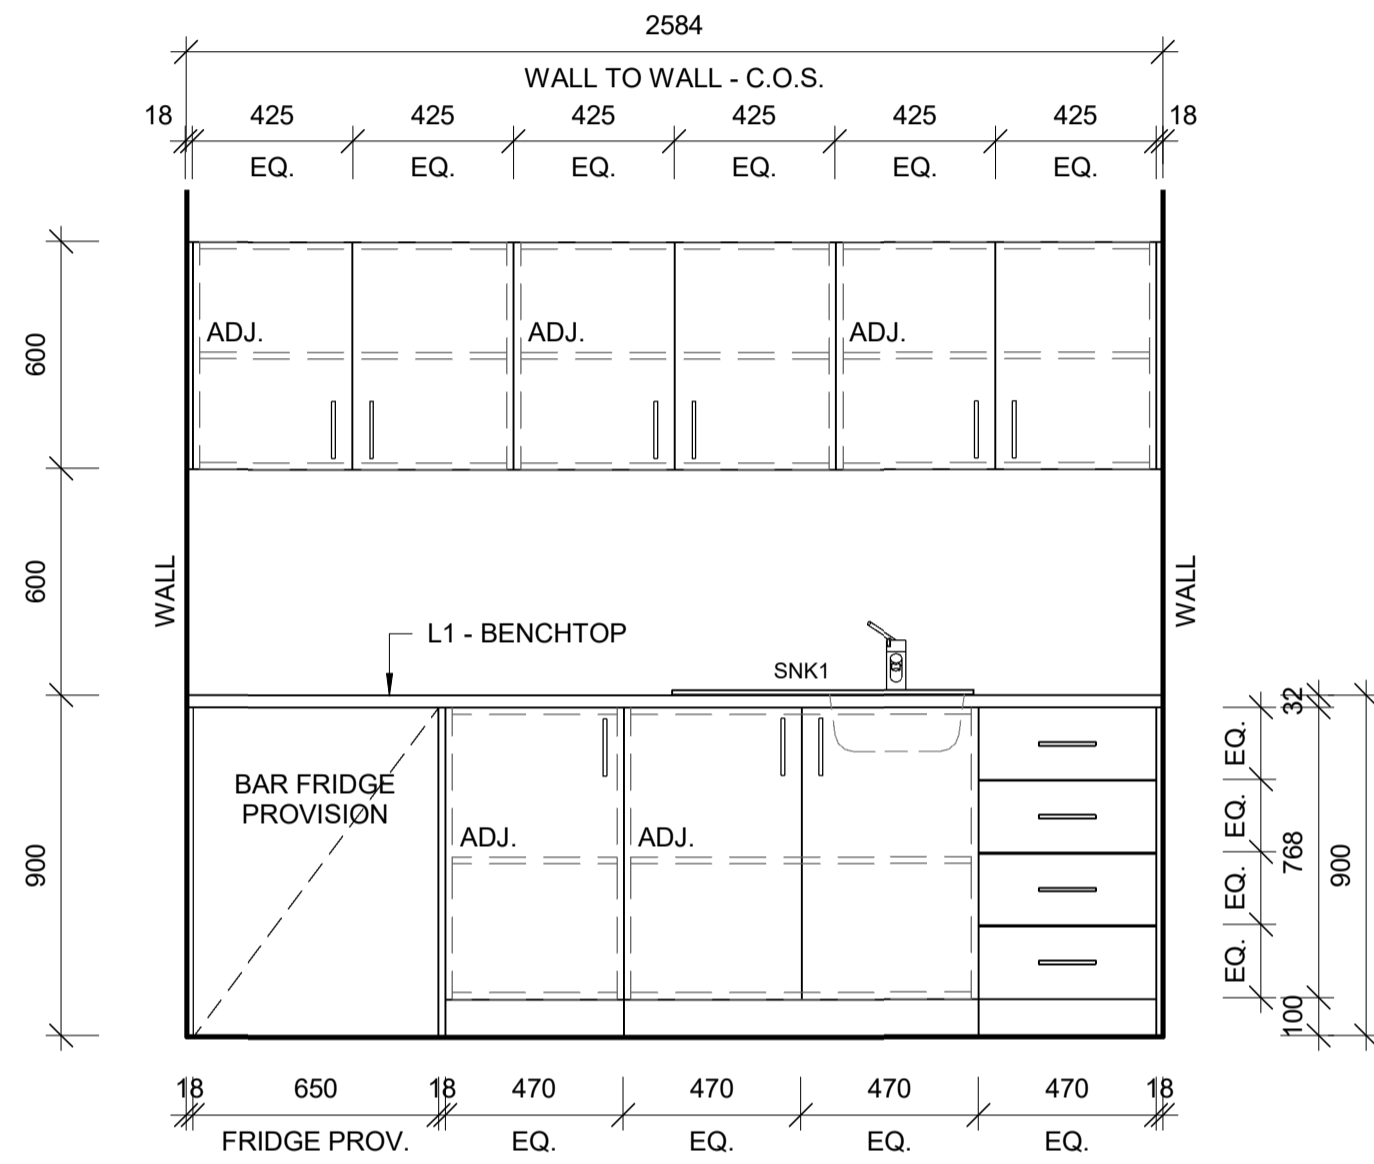 2584
WALL TO WALL - C.O.S.
18 425 425 425 425 425 425 18
EQ. EQ. EQ. EQ. EQ. EQ.
600
ADJ. ADJ. ADJ.
600
WALL
WALL
L1 - BENCHTOP
SNK1
900
BAR FRIDGE
PROVISION
ADJ. ADJ.
32
EQ.
EQ.
768
900
EQ.
EQ.
100
18 650 18 470 470 470 470 18
FRIDGE PROV. EQ. EQ. EQ. EQ.